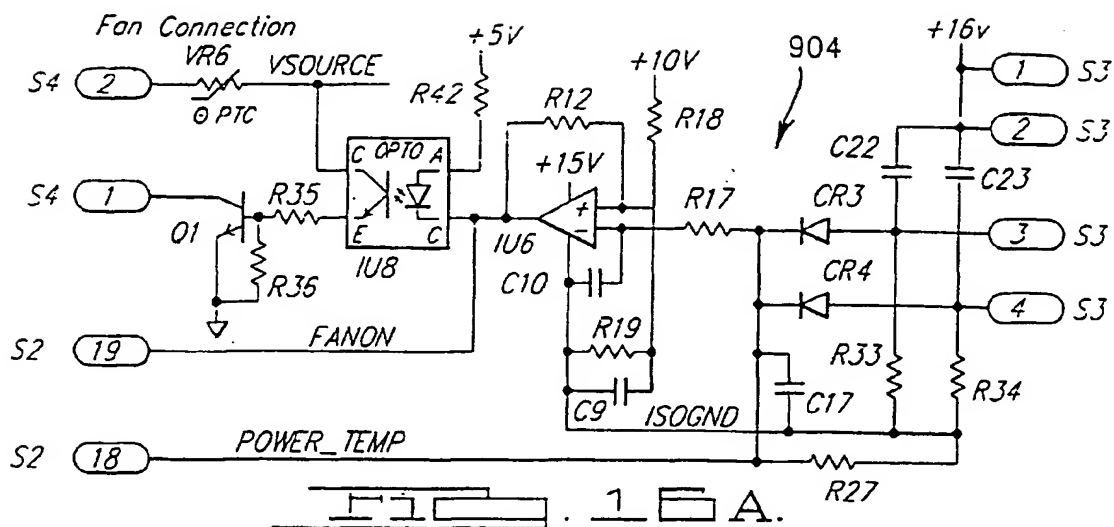 Fan Connection
+5V
+16v
904
VR6
VSOURCE
+10V
1 S3
S4 2
R42
R12
R18
⊖ PTC
2 S3
OPTO
C A
+15V
C22
C23
S4 1
R35
+
R17
CR3
-
3 S3
Q1
E C
IU6
IU8
C10
CR4
R36
4 S3
R19
S2 19 FANON
R33
R34
C9
C17
ISOGND
POWER_TEMP
S2 18
R27
FIG. 16A.